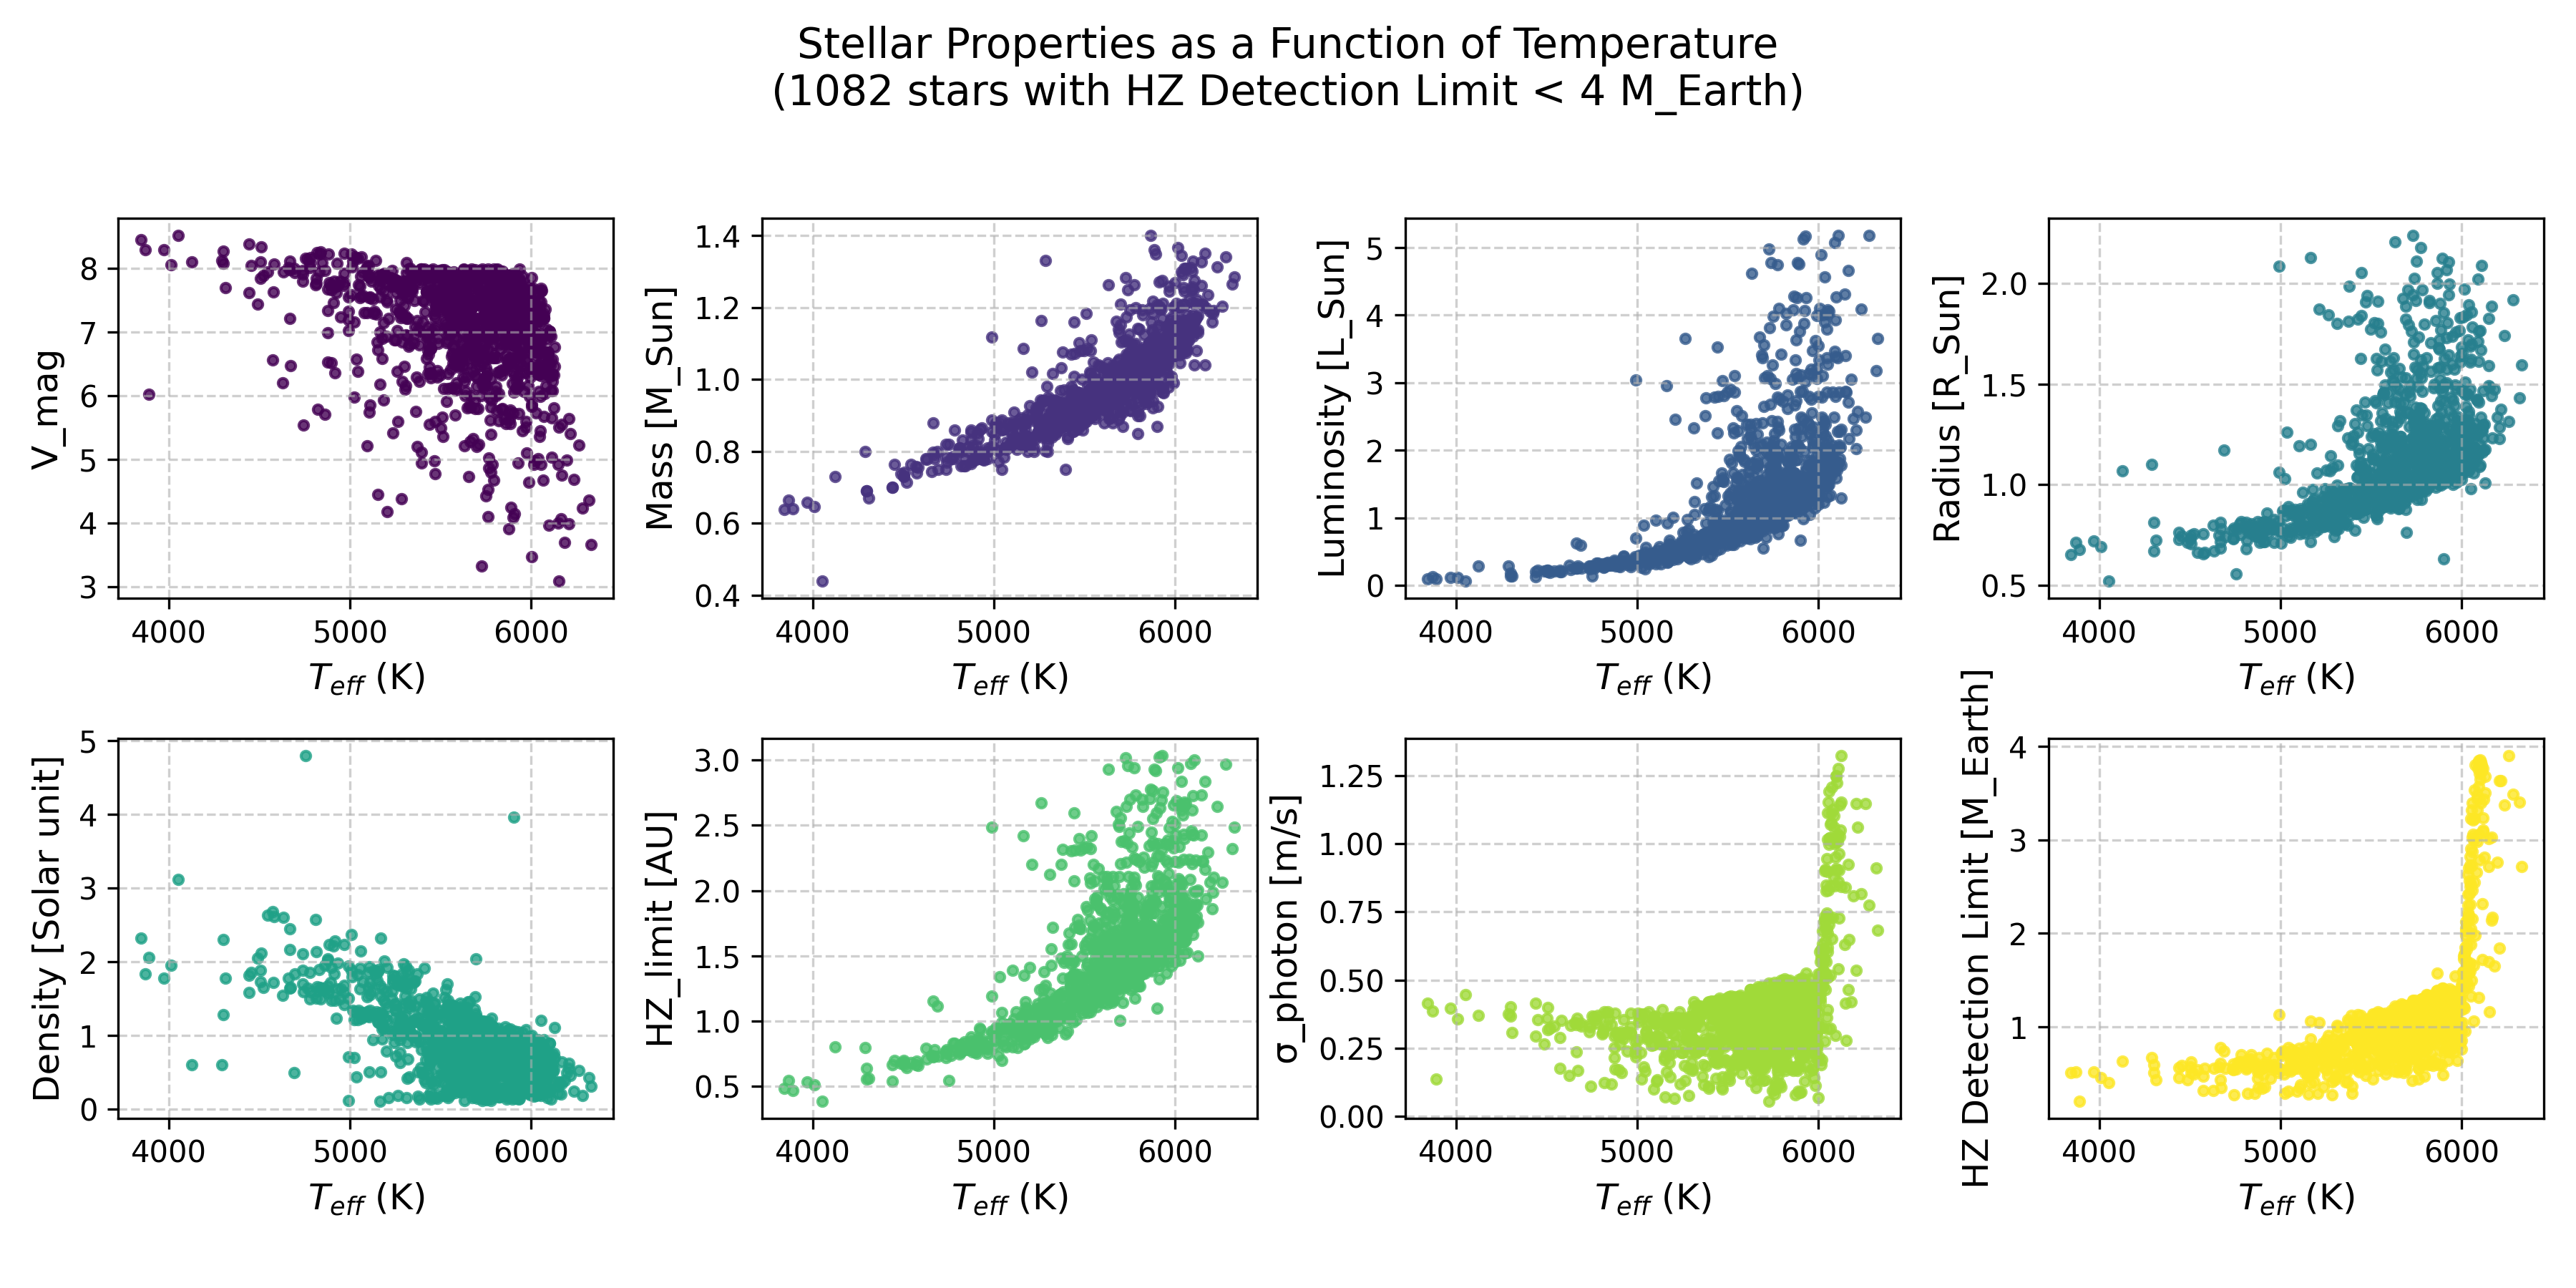 Stellar Properties as a Function of Temperature
(1082 stars with HZ Detection Limit < 4 M_Earth)
V_mag
8
7
6
5
4
3
4000 5000 6000
T_eff (K)
Mass [M_Sun]
1.4
1.2
1.0
0.8
0.6
0.4
4000 5000 6000
T_eff (K)
Luminosity [L_Sun]
5
4
3
2
1
0
4000 5000 6000
T_eff (K)
Radius [R_Sun]
2.0
1.5
1.0
0.5
4000 5000 6000
T_eff (K)
Density [Solar unit]
5
4
3
2
1
0
4000 5000 6000
T_eff (K)
HZ_limit [AU]
3.0
2.5
2.0
1.5
1.0
0.5
4000 5000 6000
T_eff (K)
σ_photon [m/s]
1.25
1.00
0.75
0.50
0.25
0.00
4000 5000 6000
T_eff (K)
HZ Detection Limit [M_Earth]
4
3
2
1
4000 5000 6000
T_eff (K)